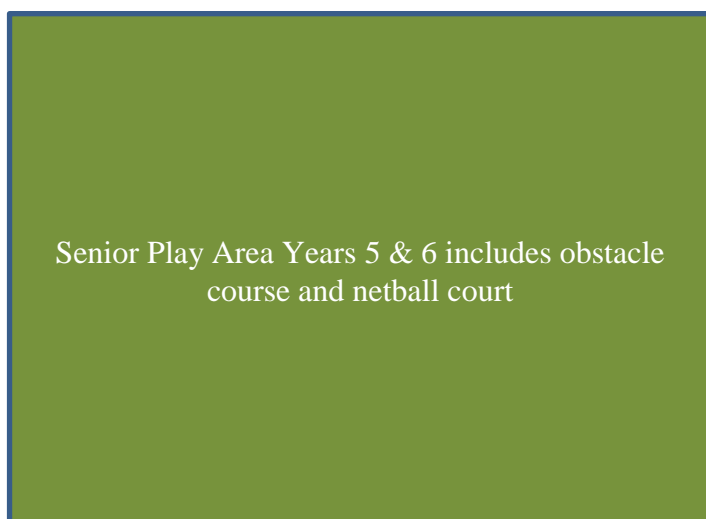 Senior Play Area Years 5 & 6 includes obstacle
course and netball court